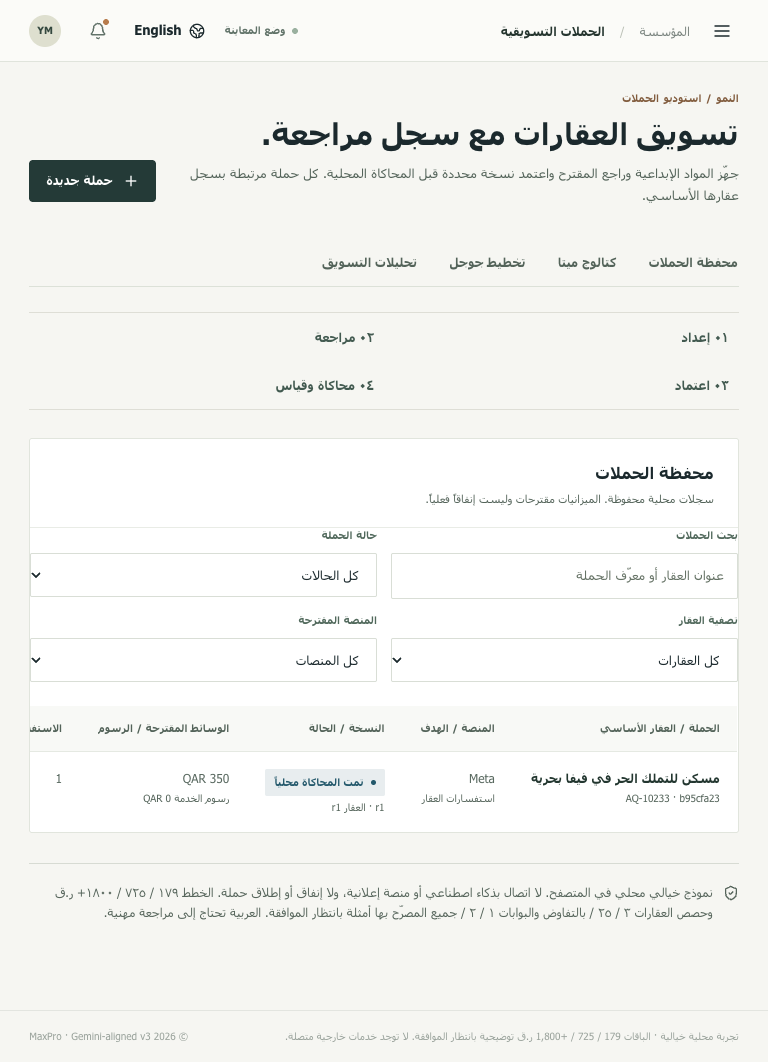 المؤسسة / الحملات التسويقية
وضع المعاينة
English
YM
النمو / استوديو الحملات
تسويق العقارات مع سجل مراجعة.
جهّز المواد الإبداعية وراجع المقترح واعتمد نسخة محددة قبل المحاكاة المحلية. كل حملة مرتبطة بسجل
عقارها الأساسي.
حملة جديدة
محفظة الحملات كتالوج ميتا تخطيط جوجل تحليلات التسويق
٠١ إعداد ٠٢ مراجعة
٠٣ اعتماد ٠٤ محاكاة وقياس
محفظة الحملات
سجلات محلية محفوظة. الميزانيات مقترحات وليست إنفاقاً فعلياً.
بحث الحملات حالة الحملة
عنوان العقار أو معرّف الحملة كل الحالات
تصفية العقار المنصة المقترحة
كل العقارات كل المنصات
الحملة / العقار الأساسي المنصة / الهدف النسخة / الحالة الوسائط المقترحة / الرسوم
مسكن للتملك الحر في فيفا بحرية Meta تمت المحاكاة محلياً QAR 350 1
AQ-10233 · b95cfa23 استفسارات العقار r1 · العقار r1 رسوم الخدمة QAR 0
نموذج خيالي محلي في المتصفح. لا اتصال بذكاء اصطناعي أو منصة إعلانية، ولا إنفاق أو إطلاق حملة. الخطط ١٧٩ / ٧٢٥ / ١٨٠٠+ ر.ق
وحصص العقارات ٣ / ٢٥ / بالتفاوض والبوابات ١ / ٢ / جميع المصرّح بها أمثلة بانتظار الموافقة. العربية تحتاج إلى مراجعة مهنية.
تجربة محلية خيالية · الباقات 179 / 725 / +1,800 ر.ق توضيحية بانتظار الموافقة. لا توجد خدمات خارجية متصلة.
MaxPro · Gemini-aligned v3 2026 ©